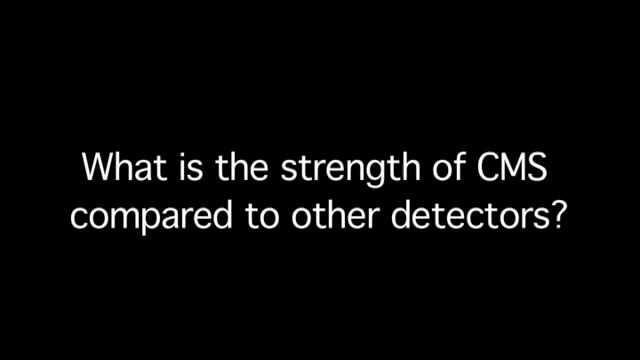 What is the strength of CMS
compared to other detectors?